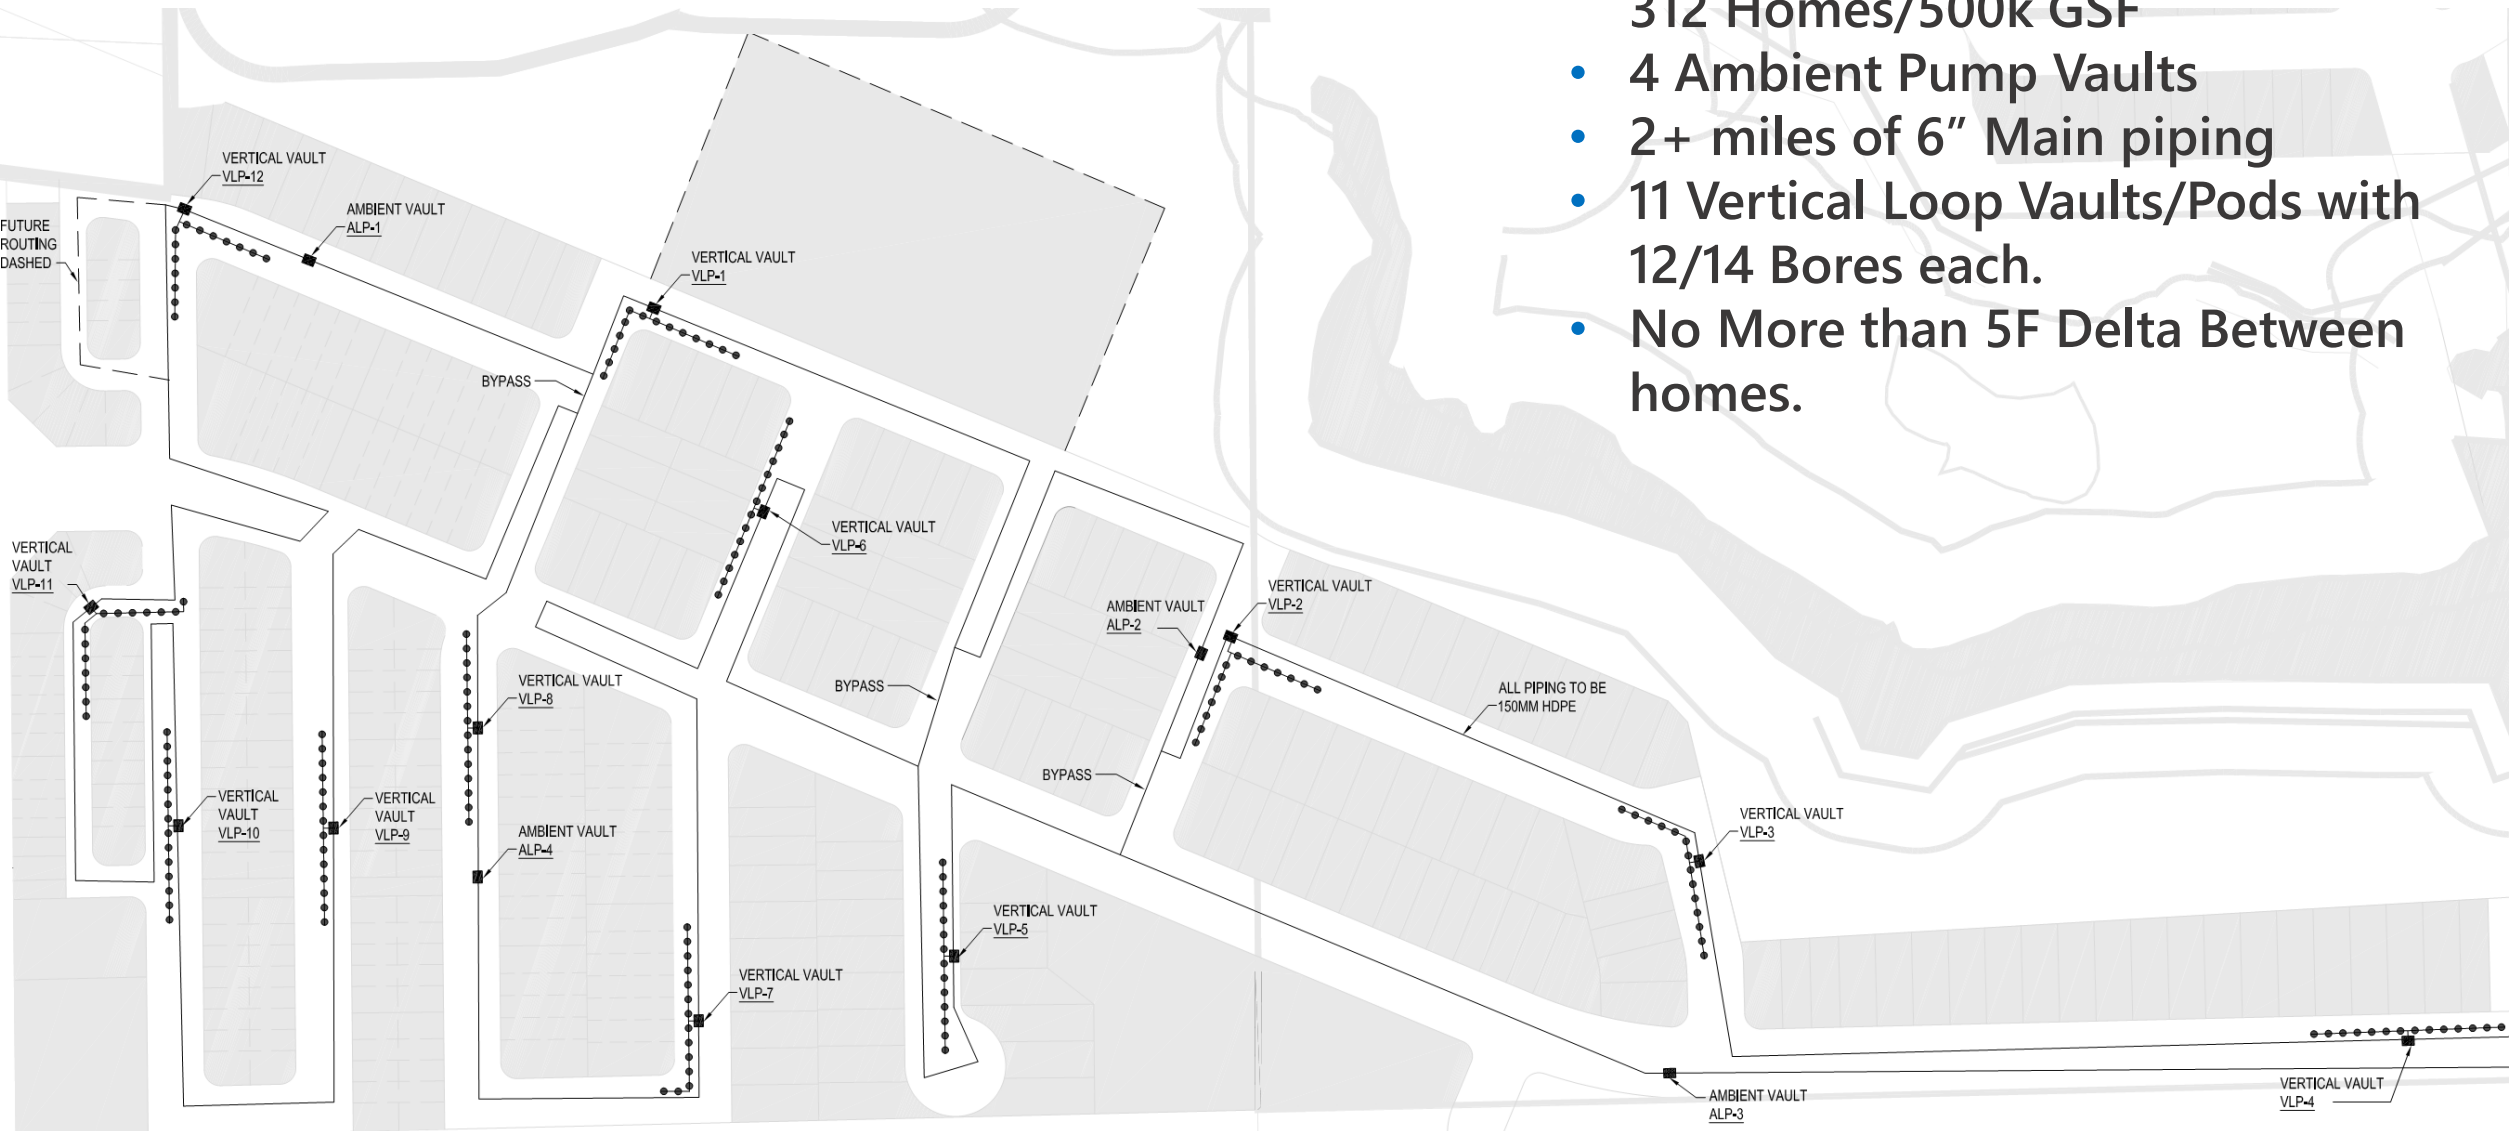 312 Homes/500k GSF
• 4 Ambient Pump Vaults
• 2+ miles of 6” Main piping
• 11 Vertical Loop Vaults/Pods with
12/14 Bores each.
• No More than 5F Delta Between
homes.
VERTICAL VAULT
VLP-12
AMBIENT VAULT
ALP-1
FUTURE
ROUTING
DASHED
VERTICAL VAULT
VLP-1
BYPASS
VERTICAL VAULT
VLP-6
VERTICAL
VAULT
VLP-11
VERTICAL VAULT
VLP-2
AMBIENT VAULT
ALP-2
VERTICAL VAULT
VLP-8
BYPASS
ALL PIPING TO BE
150MM HDPE
BYPASS
VERTICAL
VAULT
VLP-10
VERTICAL
VAULT
VLP-9
AMBIENT VAULT
ALP-4
VERTICAL VAULT
VLP-3
VERTICAL VAULT
VLP-5
VERTICAL VAULT
VLP-7
AMBIENT VAULT
ALP-3
VERTICAL VAULT
VLP-4